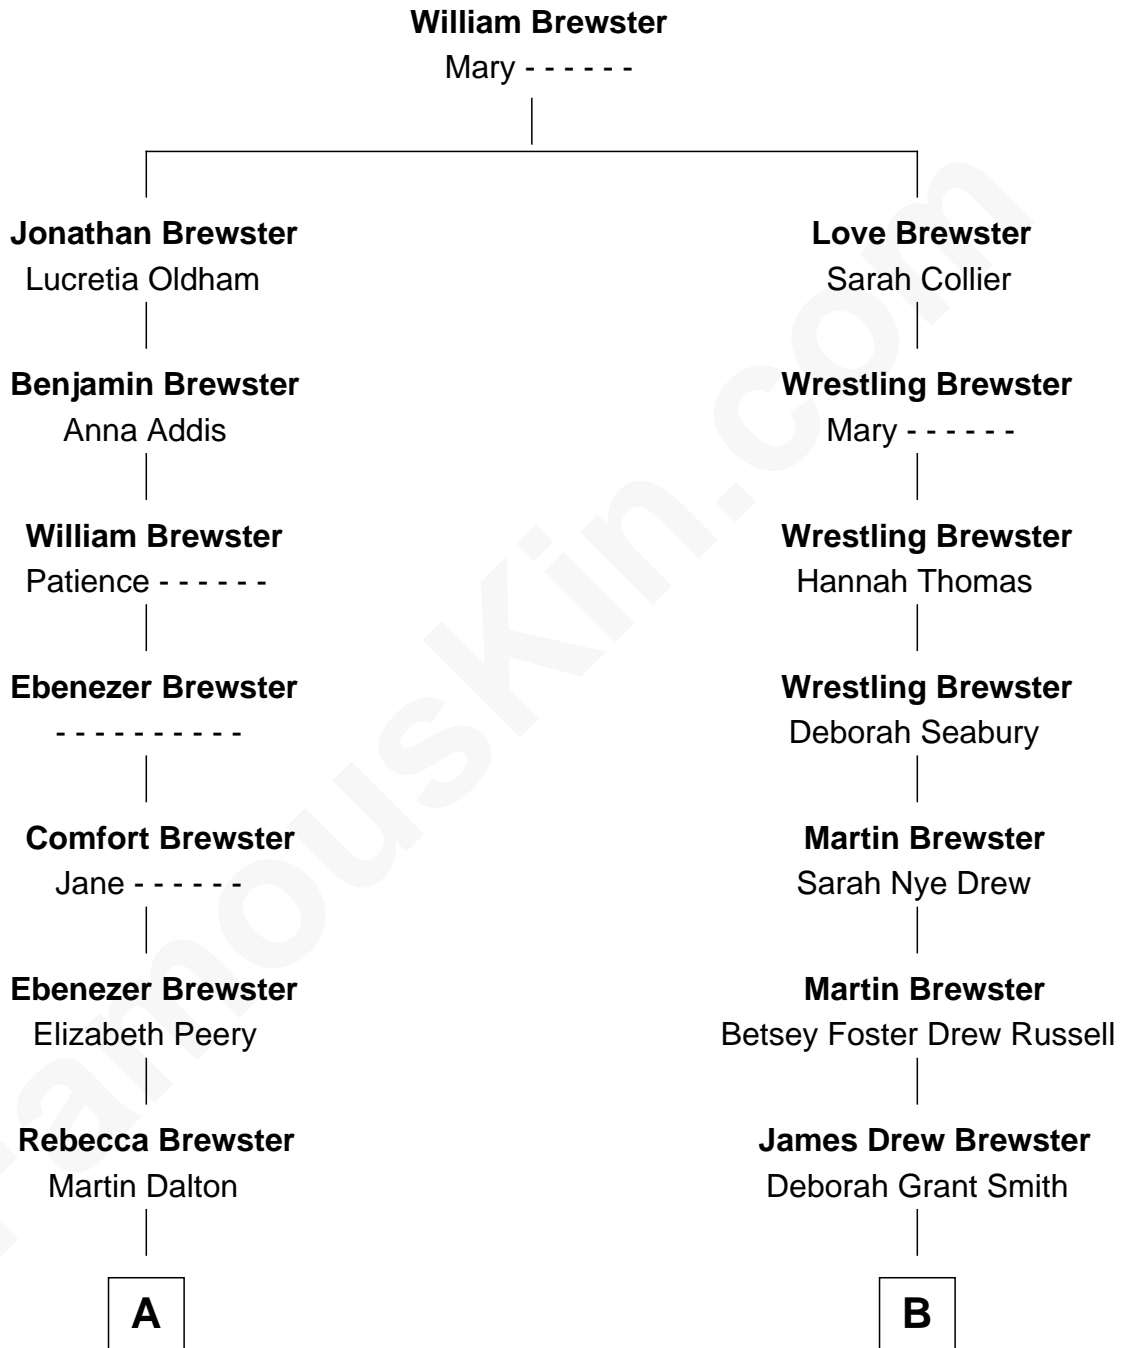 William Brewster
Mary - - - - - -
Jonathan Brewster
Lucretia Oldham
Love Brewster
Sarah Collier
Benjamin Brewster
Anna Addis
Wrestling Brewster
Mary - - - - - -
William Brewster
Patience - - - - - -
Wrestling Brewster
Hannah Thomas
Ebenezer Brewster
- - - - - - - - - -
Wrestling Brewster
Deborah Seabury
Comfort Brewster
Jane - - - - - -
Martin Brewster
Sarah Nye Drew
Ebenezer Brewster
Elizabeth Peery
Martin Brewster
Betsey Foster Drew Russell
Rebecca Brewster
Martin Dalton
James Drew Brewster
Deborah Grant Smith
A
B
FamousKin.com